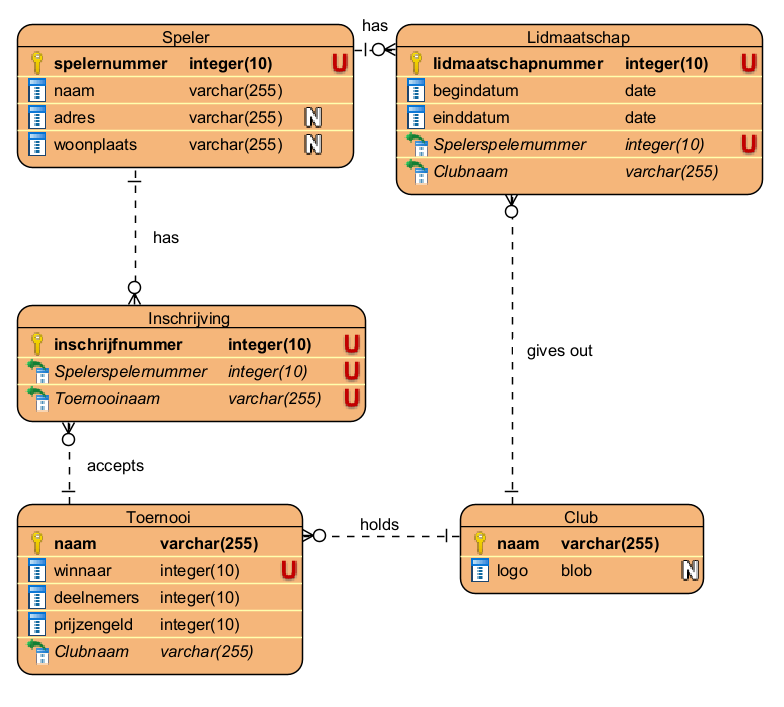 has
Speler
spelernummer integer(10) U
naam varchar(255)
adres varchar(255) N
woonplaats varchar(255) N
Lidmaatschap
lidmaatschapnummer integer(10) U
begindatum date
einddatum date
Spelerspelernummer integer(10) U
Clubnaam varchar(255)
has
Inschrijving
inschrijfnummer integer(10) U
Spelerspelernummer integer(10) U
Toernooinaam varchar(255) U
gives out
accepts
Toernooi
naam varchar(255)
winnaar integer(10) U
deelnemers integer(10)
prijzengeld integer(10)
Clubnaam varchar(255)
holds
Club
naam varchar(255)
logo blob N